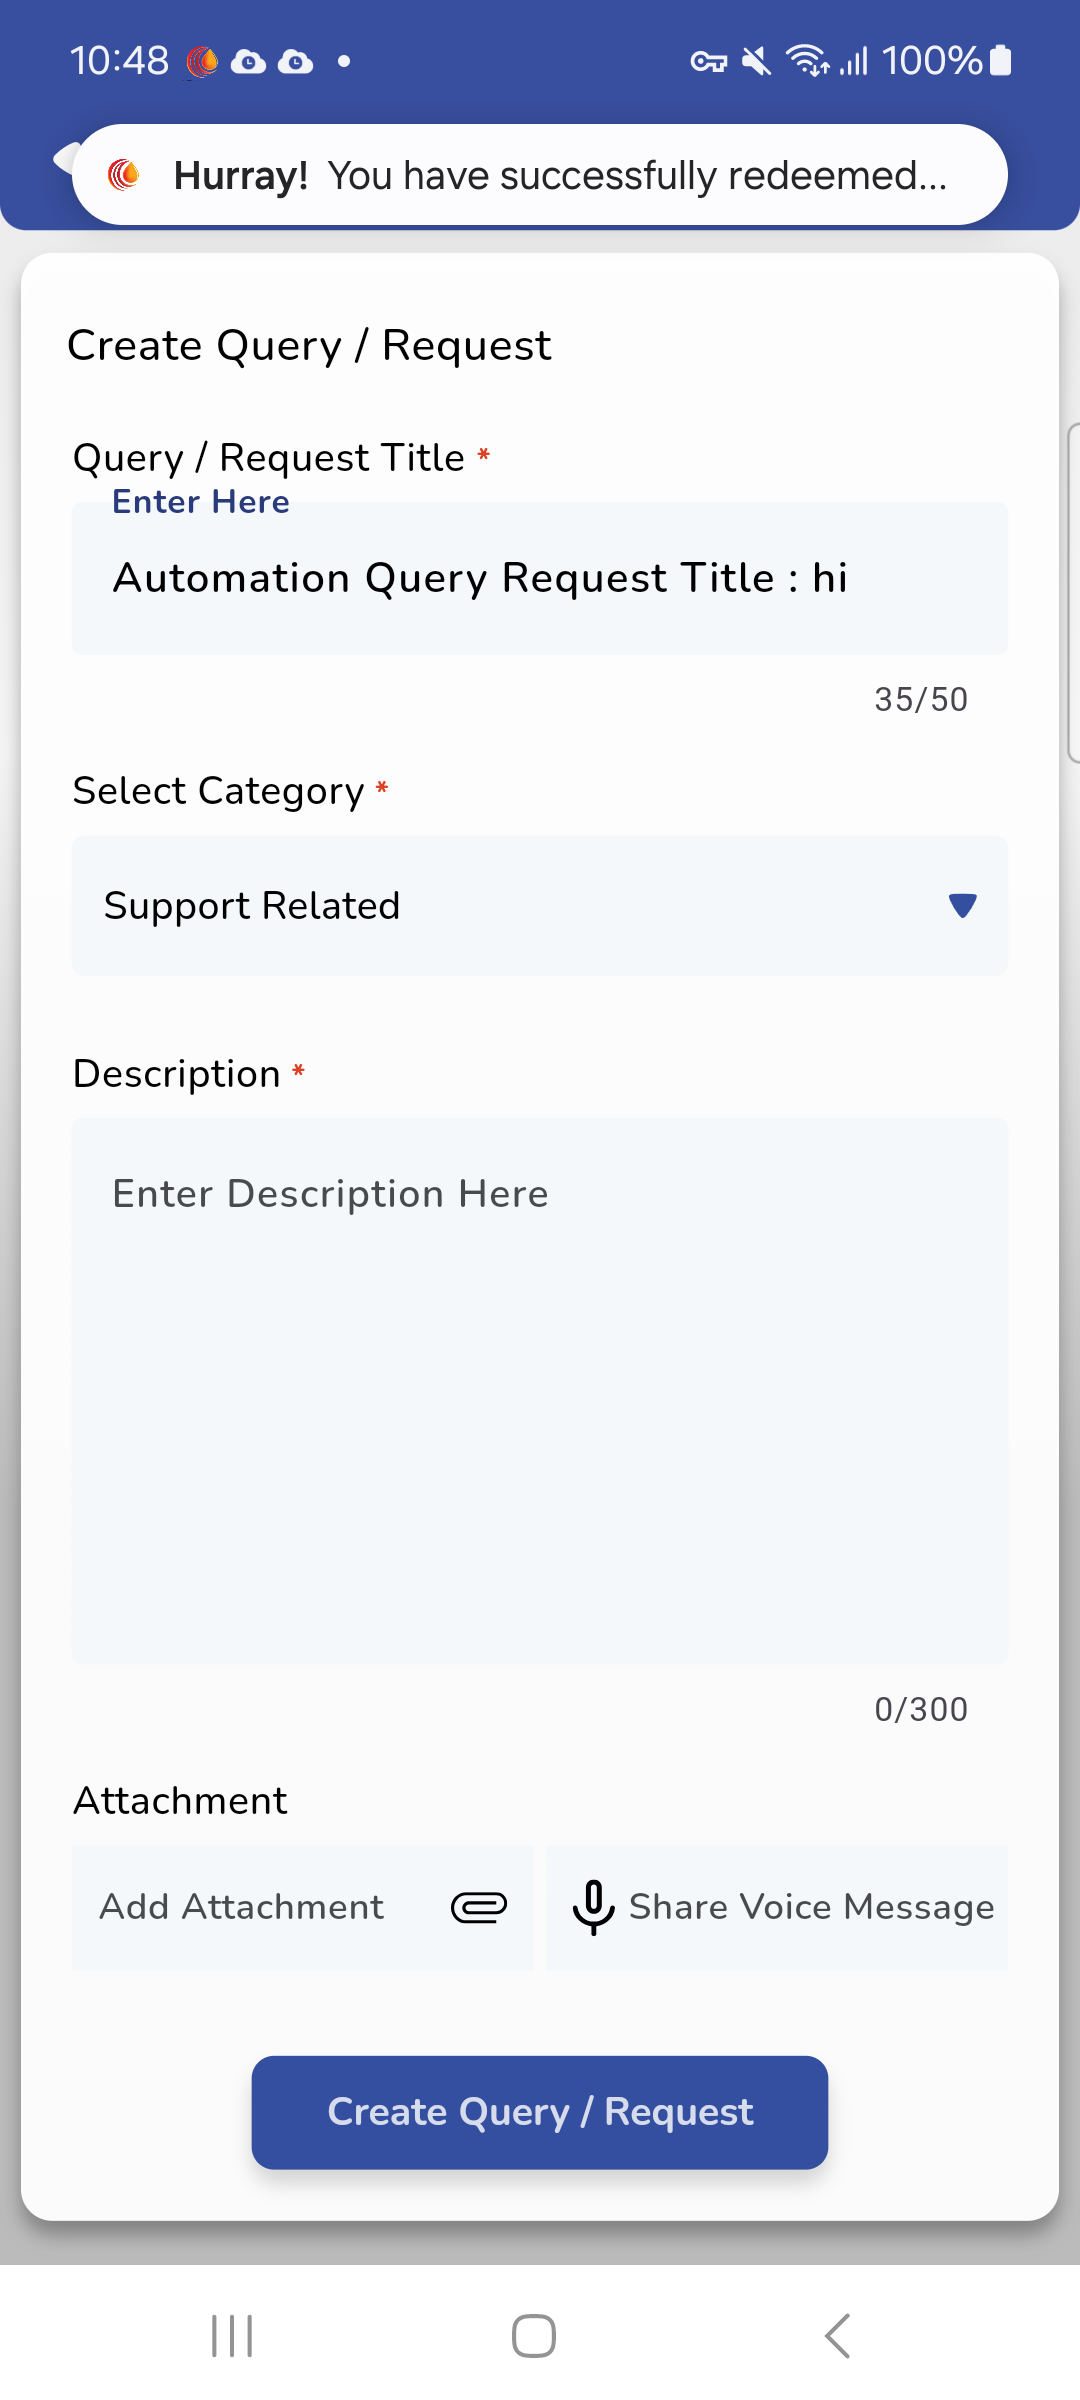 10:48 100%
Hurray! You have successfully redeemed...
Create Query / Request
Query / Request Title *
Enter Here
Automation Query Request Title : hi
35/50
Select Category *
Support Related
Description *
Enter Description Here
0/300
Attachment
Add Attachment Share Voice Message
Create Query / Request